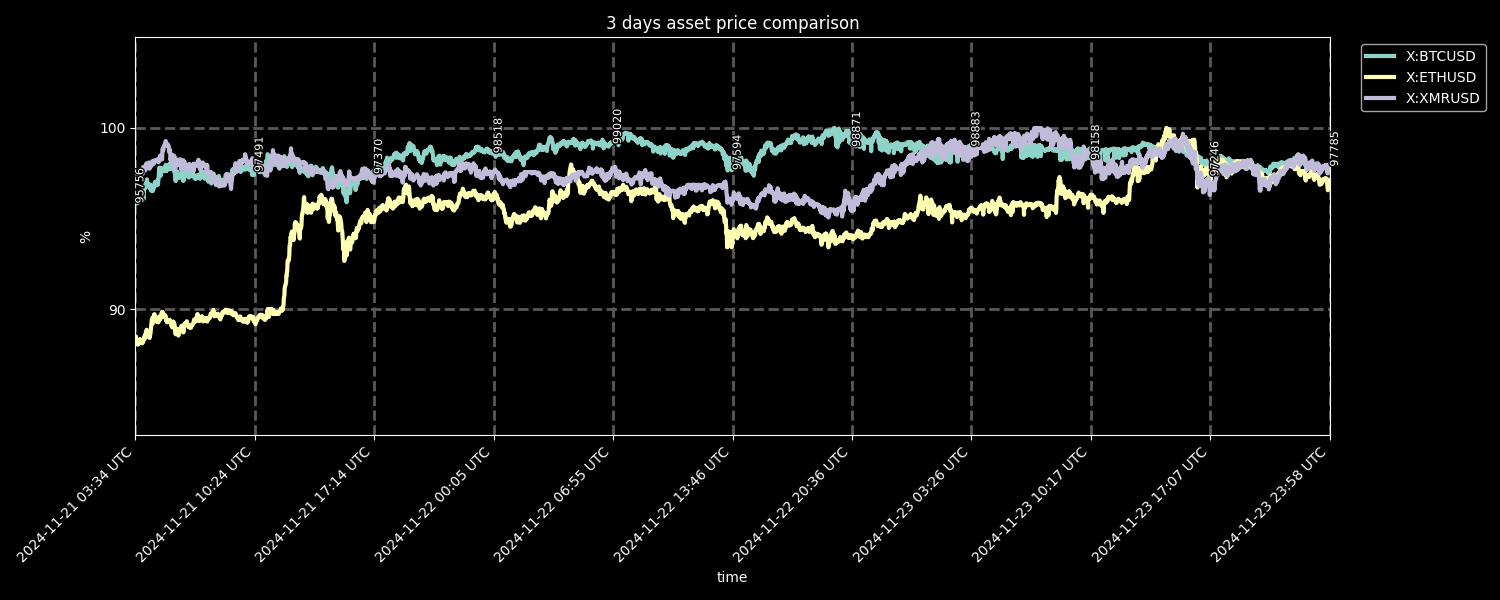 3 days asset price comparison
X:BTCUSD
X:ETHUSD
X:XMRUSD
100
90
%
95756
97491
97370
98518
99020
97594
98871
98883
98158
97246
97785
2024-11-21 03:34 UTC
2024-11-21 10:24 UTC
2024-11-21 17:14 UTC
2024-11-22 00:05 UTC
2024-11-22 06:55 UTC
2024-11-22 13:46 UTC
2024-11-22 20:36 UTC
2024-11-23 03:26 UTC
2024-11-23 10:17 UTC
2024-11-23 17:07 UTC
2024-11-23 23:58 UTC
time